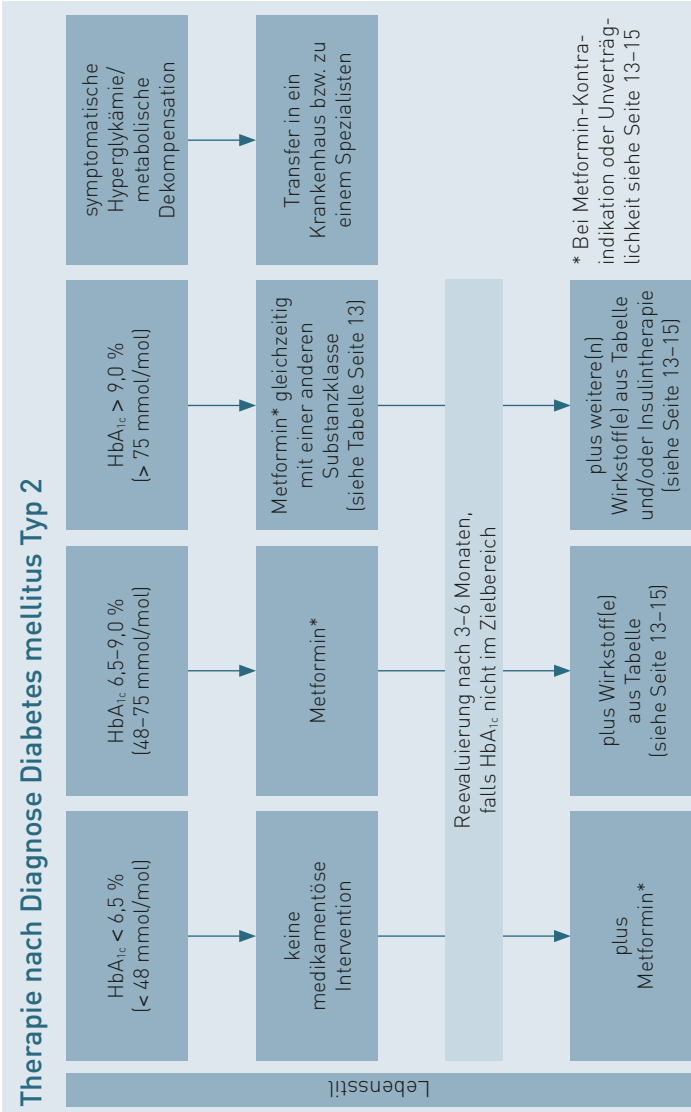 Therapie nach Diagnose Diabetes mellitus Typ 2
Lebensstil
HbA1c < 6,5 %
(< 48 mmol/mol)
HbA1c 6,5–9,0 %
(48–75 mmol/mol)
HbA1c > 9,0 %
(> 75 mmol/mol)
symptomatische
Hyperglykämie/
metabolische
Dekompensation
keine
medikamentöse
Intervention
Metformin*
Metformin* gleichzeitig
mit einer anderen
Substanzklasse
(siehe Tabelle Seite 13)
Transfer in ein
Krankenhaus bzw. zu
einem Spezialisten
Reevaluierung nach 3–6 Monaten,
falls HbA1c nicht im Zielbereich
plus
Metformin*
plus Wirkstoff(e)
aus Tabelle
(siehe Seite 13–15)
plus weitere(n)
Wirkstoff(e) aus Tabelle
und/oder Insulintherapie
(siehe Seite 13–15)
* Bei Metformin-Kontra-
indikation oder Unverträg-
lichkeit siehe Seite 13–15